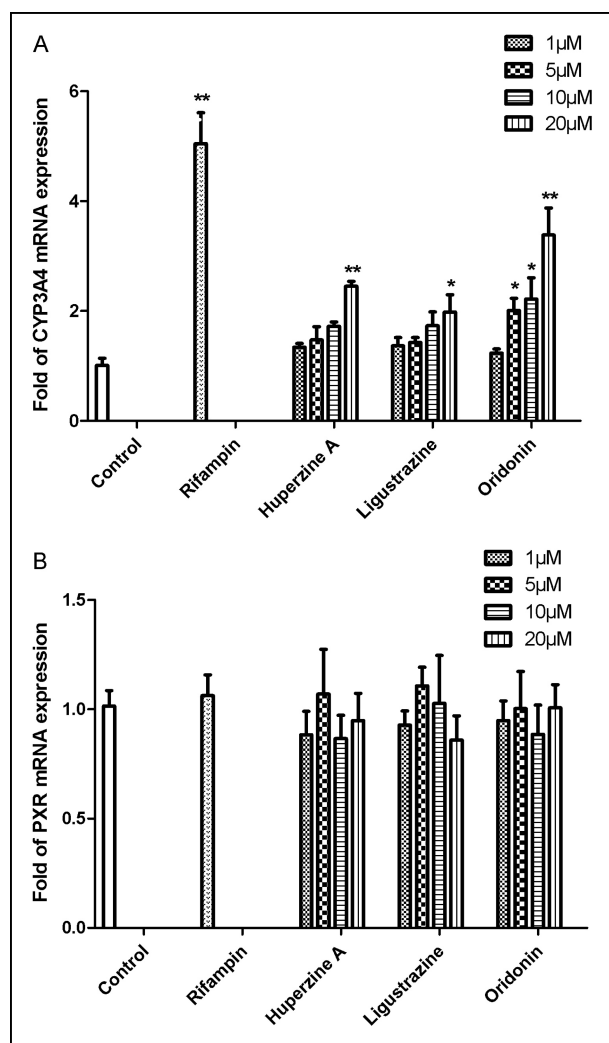 A
1µM
5µM
10µM
20µM
Fold of CYP3A4 mRNA expression
6
4
2
0
**
**
*
*
*
**
Control
Rifampin
Huperzine A
Ligustrazine
Oridonin
B
1µM
5µM
10µM
20µM
Fold of PXR mRNA expression
1.5
1.0
0.5
0.0
Control
Rifampin
Huperzine A
Ligustrazine
Oridonin